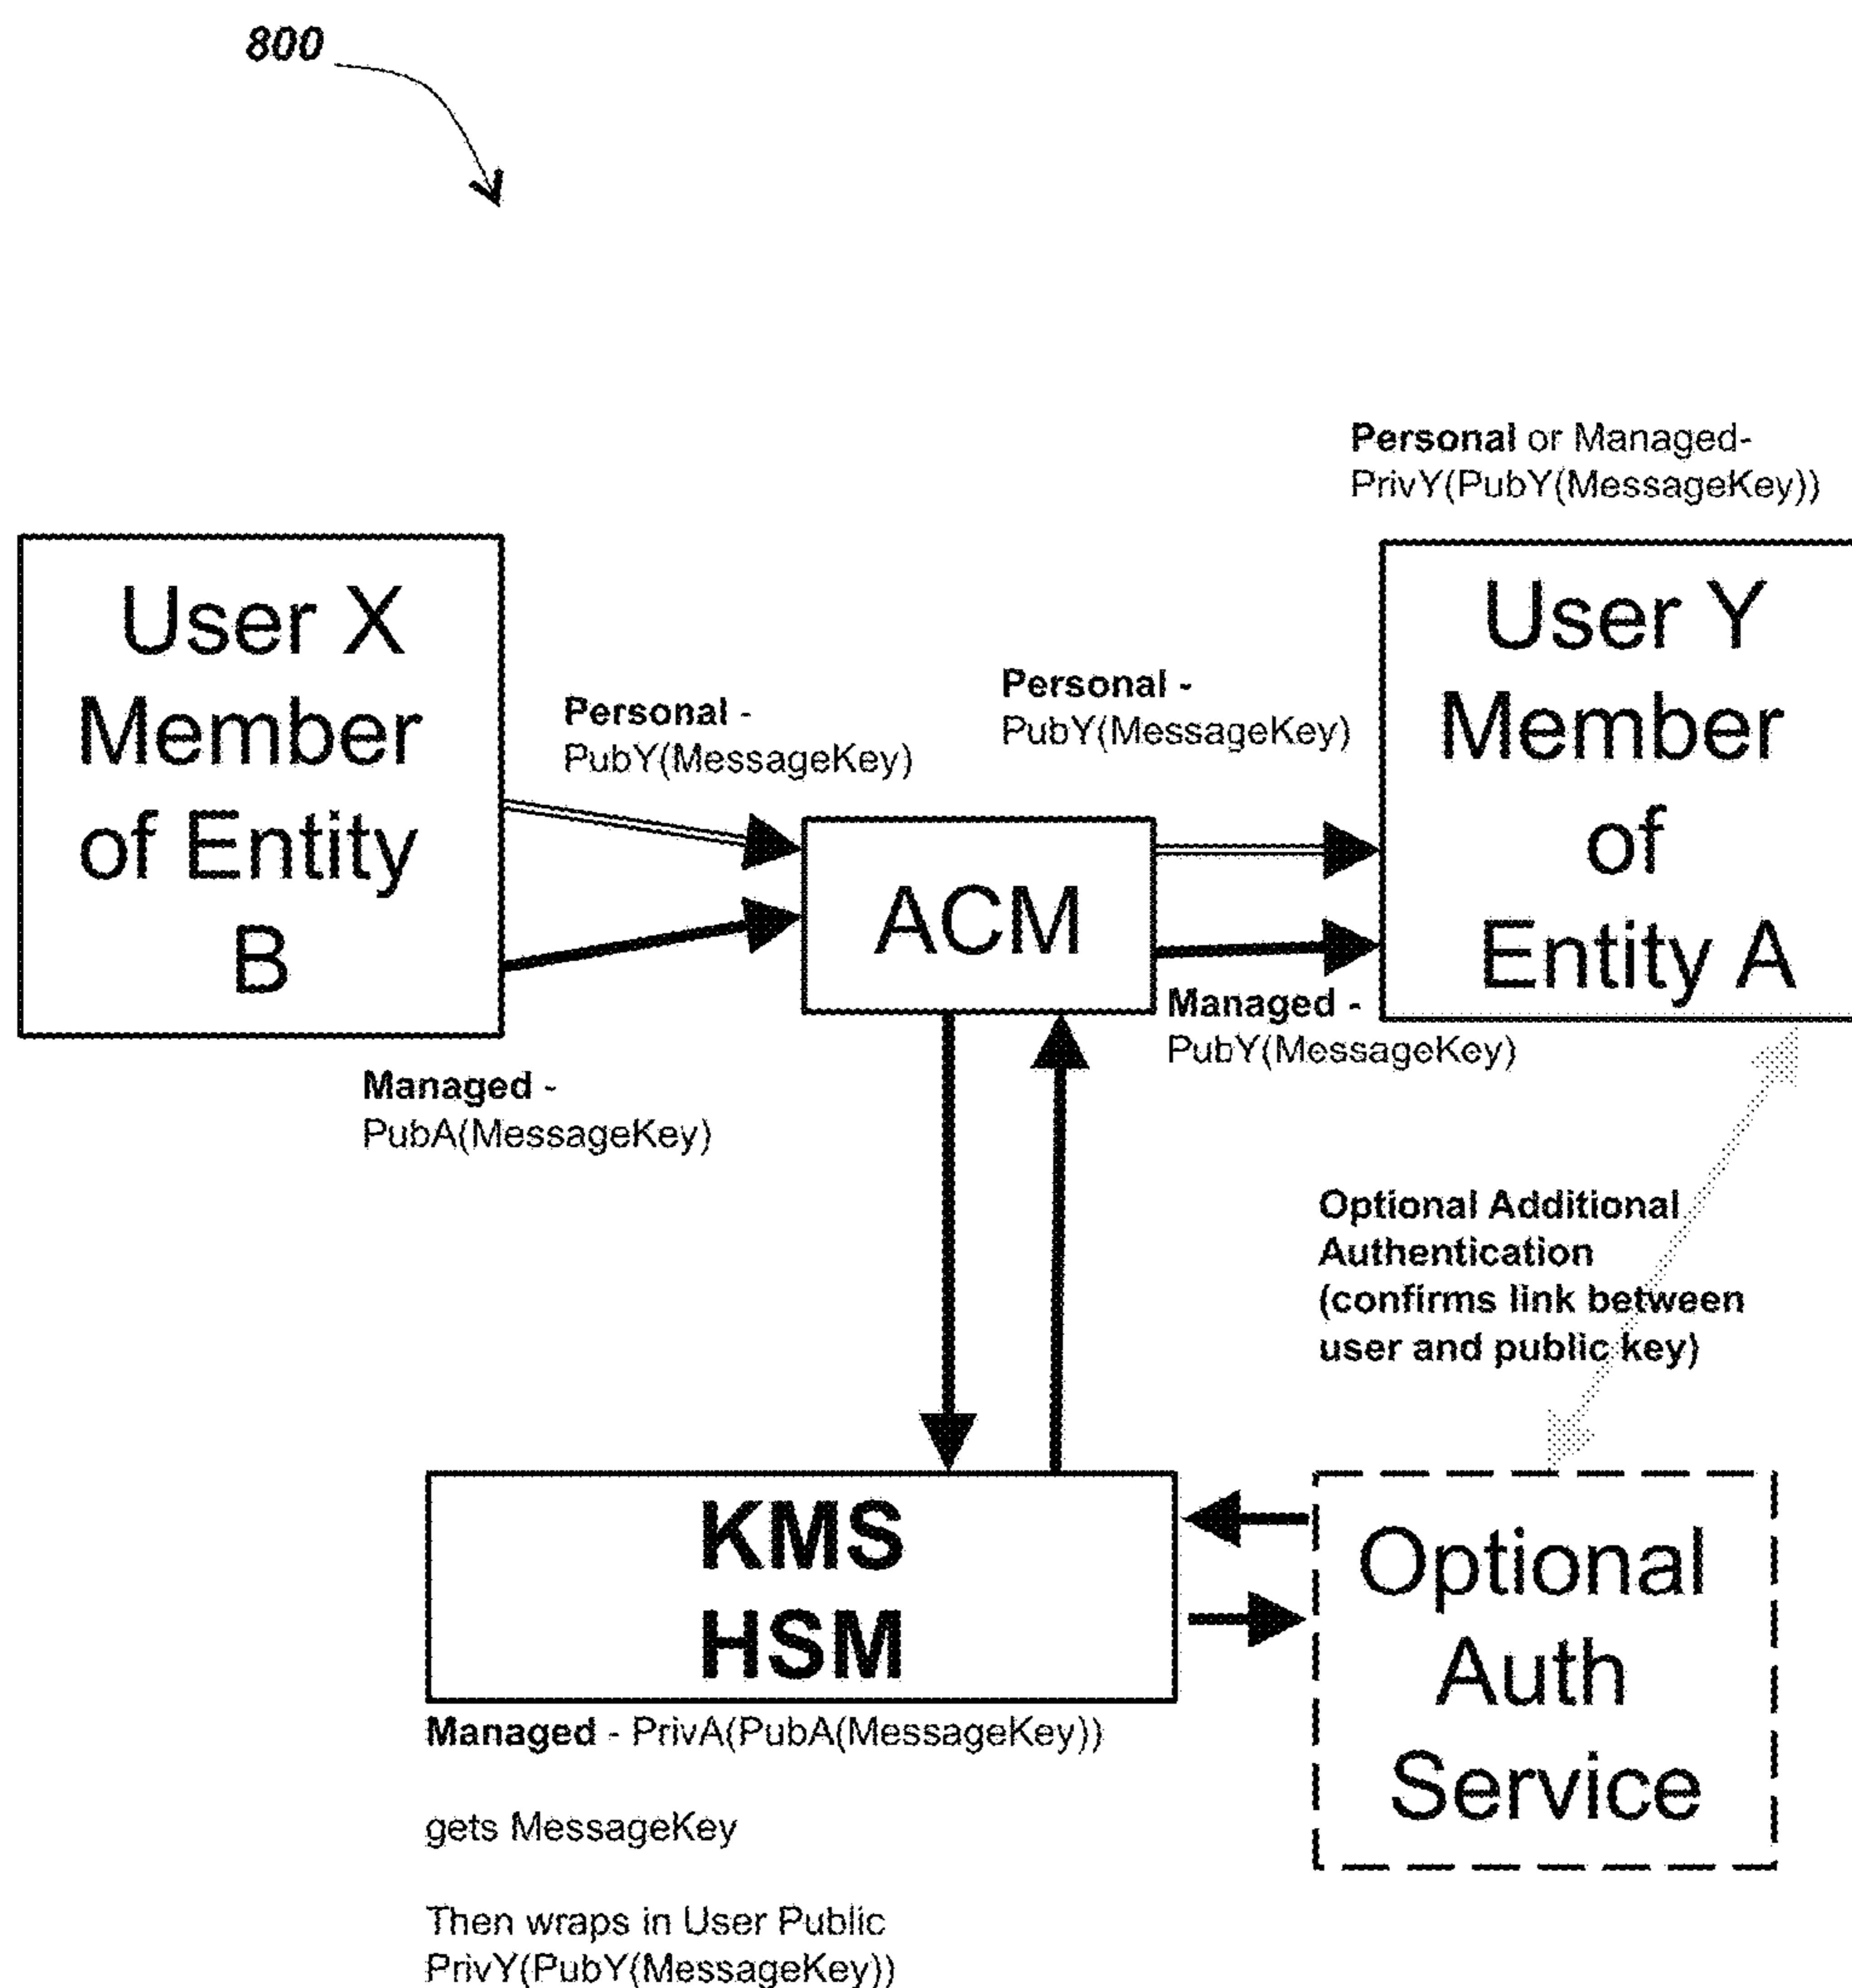 800
Personal or Managed-
PrivY(PubY(MessageKey))
User X
Member
of Entity
B
Personal -
PubY(MessageKey)
Personal -
PubY(MessageKey)
User Y
Member
of
Entity A
ACM
Managed -
PubA(MessageKey)
Managed -
PubY(MessageKey)
Optional Additional
Authentication
(confirms link between
user and public key)
KMS
HSM
Optional
Auth
Service
Managed - PrivA(PubA(MessageKey))
gets MessageKey
Then wraps in User Public
PrivY(PubY(MessageKey))